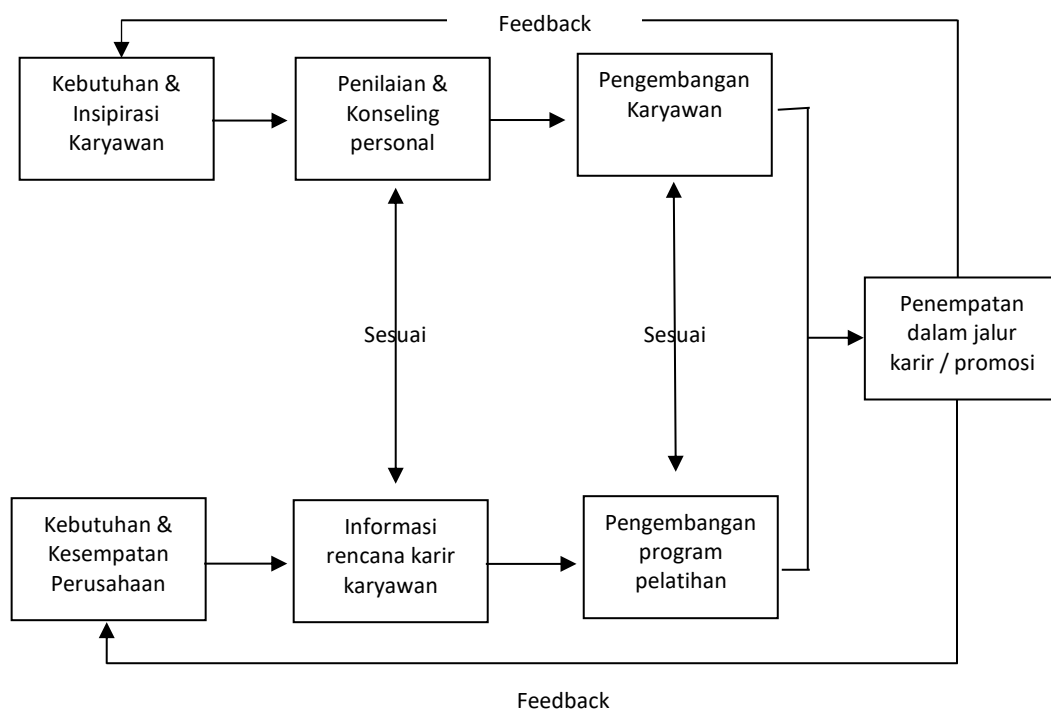 Feedback
Kebutuhan &
Insipirasi
Karyawan
Penilaian &
Konseling
personal
Pengembangan
Karyawan
Sesuai
Sesuai
Penempatan
dalam jalur
karir / promosi
Kebutuhan &
Kesempatan
Perusahaan
Informasi
rencana karir
karyawan
Pengembangan
program
pelatihan
Feedback